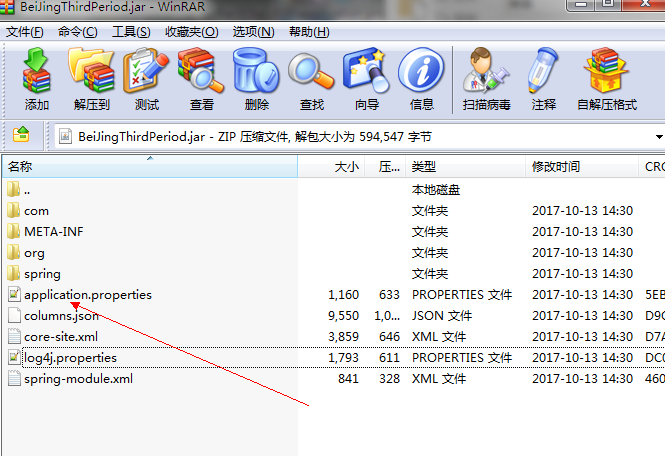 BeiJingThirdPeriod.jar - WinRAR
文件(F) 命令(C) 工具(S) 收藏夹(O) 选项(N) 帮助(H)
添加 解压到 测试 查看 删除 查找 向导 信息 扫描病毒 注释 自解压格式
BeiJingThirdPeriod.jar - ZIP 压缩文件, 解包大小为 594,547 字节
名称 大小 压... 类型 修改时间 CRC
.. 本地磁盘
com 文件夹 2017-10-13 14:30
META-INF 文件夹 2017-10-13 14:30
org 文件夹 2017-10-13 14:30
spring 文件夹 2017-10-13 14:30
application.properties 1,160 633 PROPERTIES 文件 2017-10-13 14:30 5EB
columns.json 9,550 1,0... JSON 文件 2017-10-13 14:30 D9C
core-site.xml 3,859 646 XML 文件 2017-10-13 14:30 D7A
log4j.properties 1,793 611 PROPERTIES 文件 2017-10-13 14:30 DC0
spring-module.xml 841 328 XML 文件 2017-10-13 14:30 460